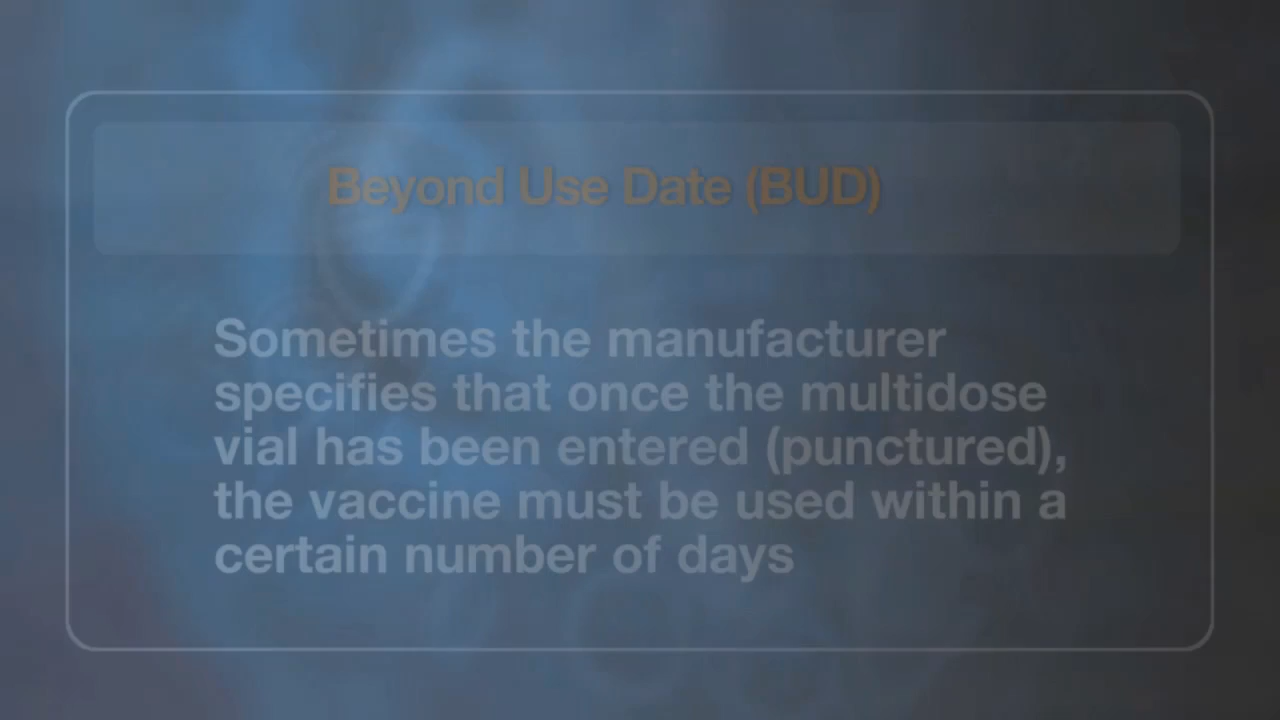 Beyond Use Date (BUD)
Sometimes the manufacturer
specifies that once the multidose
vial has been entered (punctured),
the vaccine must be used within a
certain number of days